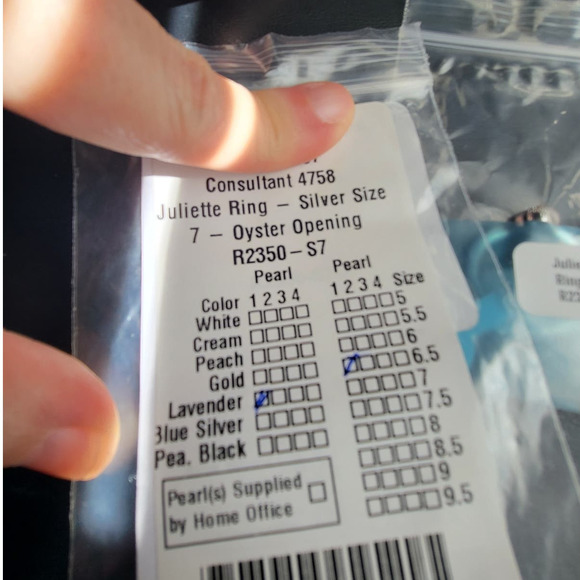 Consultant 4758
Juliette Ring – Silver Size
7 – Oyster Opening
R2350–S7
Pearl Pearl
Color 1 2 3 4 1 2 3 4 Size
White 5
Cream 5.5
Peach 6
Gold 6.5
Lavender 7
Blue Silver 7.5
Pea. Black 8
8.5
9
9.5
Pearl(s) Supplied
by Home Office